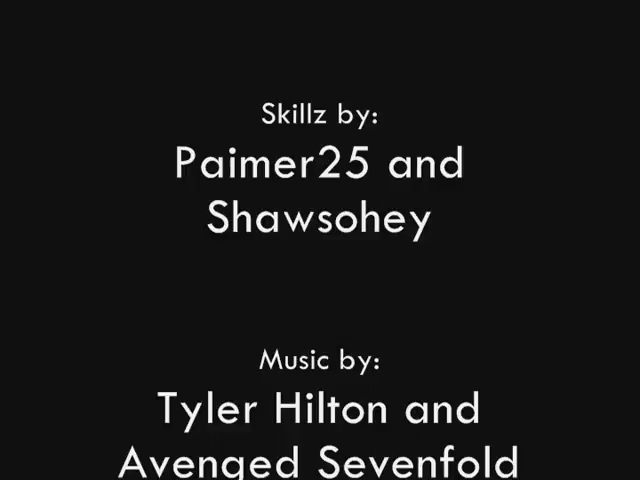 Skillz by:
Paimer25 and
Shawsohey
Music by:
Tyler Hilton and
Avenged Sevenfold